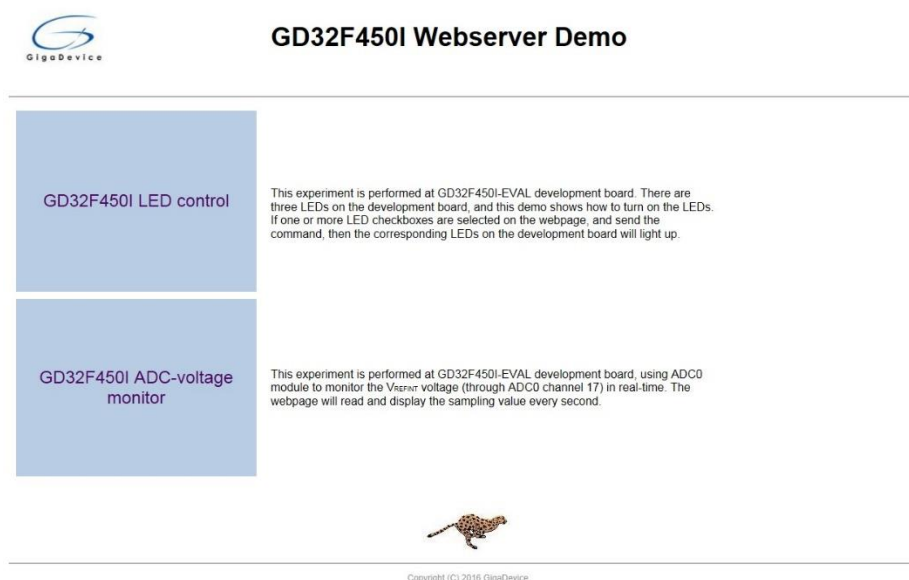 GigaDevice
GD32F450I Webserver Demo
GD32F450I LED control
This experiment is performed at GD32F450I-EVAL development board. There are
three LEDs on the development board, and this demo shows how to turn on the LEDs.
If one or more LED checkboxes are selected on the webpage, and send the
command, then the corresponding LEDs on the development board will light up.
GD32F450I ADC-voltage
monitor
This experiment is performed at GD32F450I-EVAL development board, using ADC0
module to monitor the VREFINT voltage (through ADC0 channel 17) in real-time. The
webpage will read and display the sampling value every second.
Copyright (C) 2016 GigaDevice